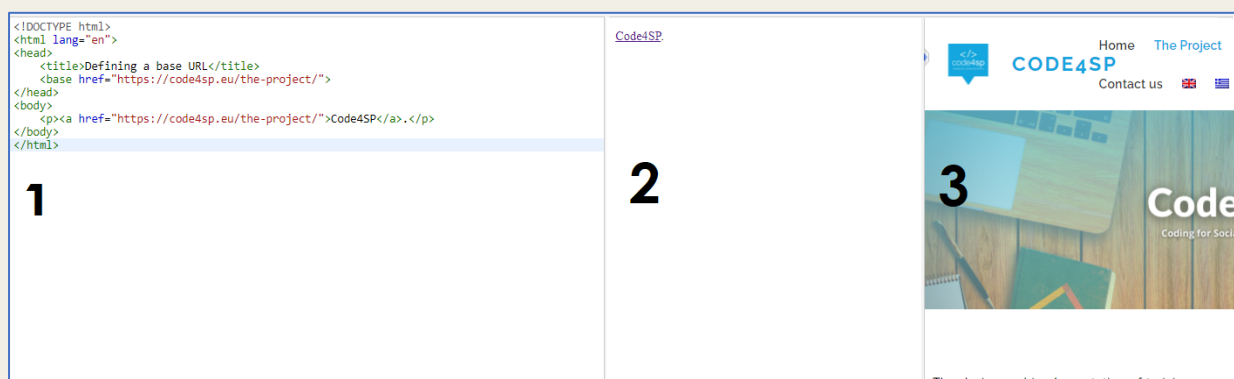 <!DOCTYPE html>
<html lang="en">
<head>
    <title>Defining a base URL</title>
    <base href="https://code4sp.eu/the-project/">
</head>
<body>
    <p><a href="https://code4sp.eu/the-project/">Code4SP</a>.</p>
</body>
</html>
1
Code4SP.
2
</>
code4sp
CODE4SP
Home The Project
Contact us
3
Code
Coding for Soci